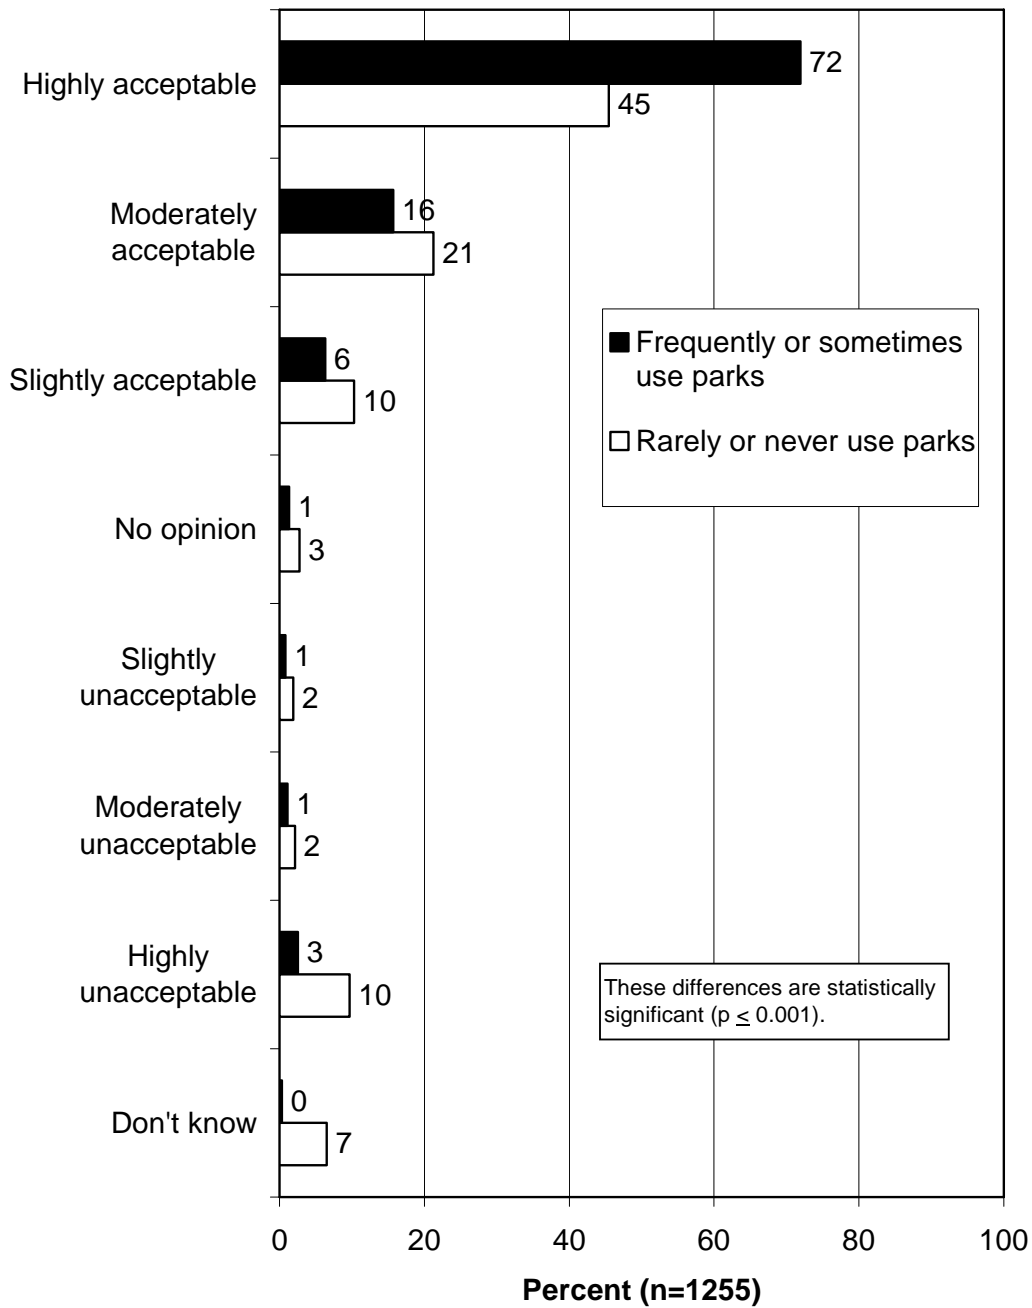 Highly acceptable
72
45
Moderately
acceptable
16
21
Slightly acceptable
6
10
Frequently or sometimes
use parks
Rarely or never use parks
No opinion
1
3
Slightly
unacceptable
1
2
Moderately
unacceptable
1
2
Highly
unacceptable
3
10
These differences are statistically
significant (p ≤ 0.001).
Don't know
0
7
0 20 40 60 80 100
Percent (n=1255)